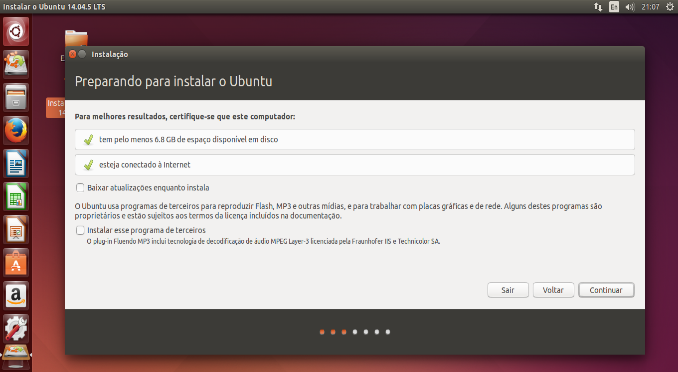 Instalar o Ubuntu 14.04.5 LTS
En
21:07
Insta
14
Instalação
Preparando para instalar o Ubuntu
Para melhores resultados, certifique-se que este computador:
tem pelo menos 6.8 GB de espaço disponível em disco
esteja conectado à Internet
Baixar atualizações enquanto instala
O Ubuntu usa programas de terceiros para reproduzir Flash, MP3 e outras mídias, e para trabalhar com placas gráficas e de rede. Alguns destes programas são
proprietários e estão sujeitos aos termos da licença incluídos na documentação.
Instalar esse programa de terceiros
O plug-in Fluendo MP3 inclui tecnologia de decodificação de áudio MPEG Layer-3 licenciada pela Fraunhofer IIS e Technicolor SA.
Sair
Voltar
Continuar